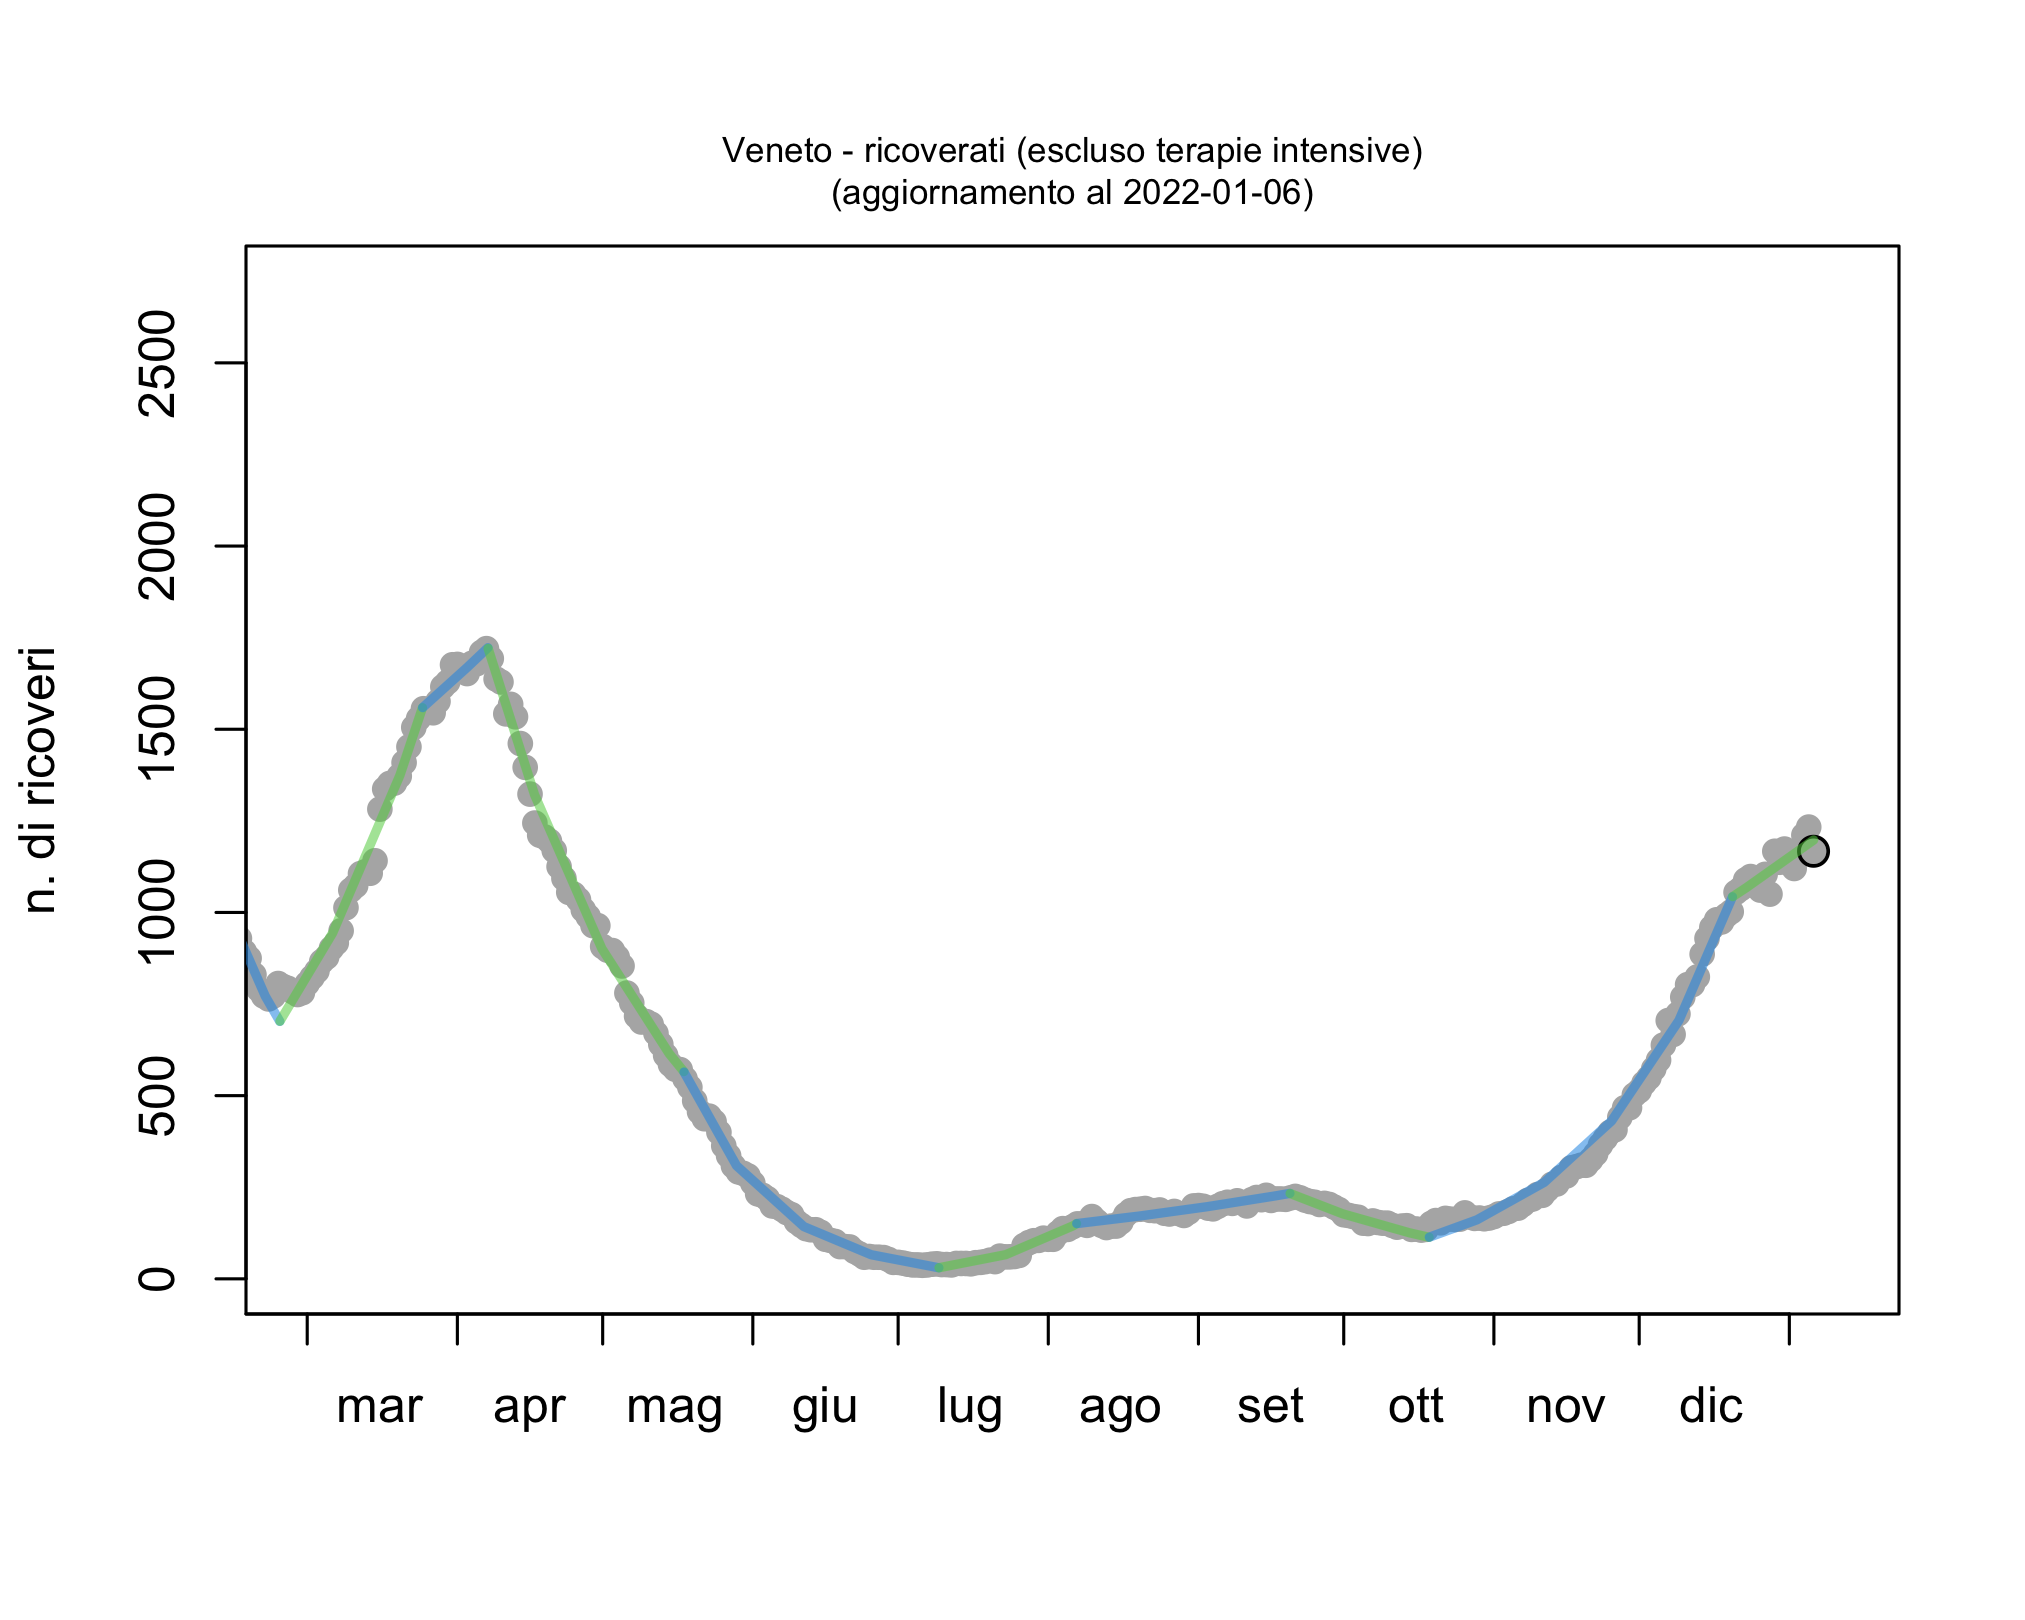 Veneto - ricoverati (escluso terapie intensive)
(aggiornamento al 2022-01-06)
n. di ricoveri
2500
2000
1500
1000
500
0
mar apr mag giu lug ago set ott nov dic